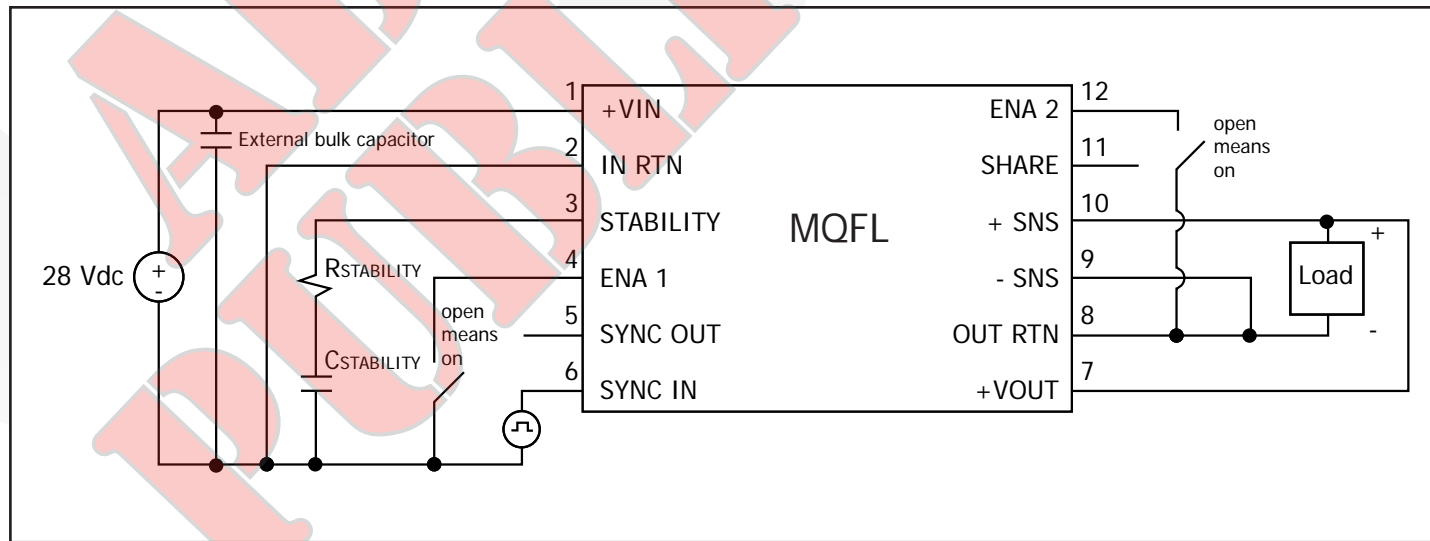 1
+VIN
2
IN RTN
3
STABILITY
4
ENA 1
5
SYNC OUT
6
SYNC IN
MQFL
12
ENA 2
11
SHARE
10
+ SNS
9
- SNS
8
OUT RTN
7
+VOUT
External bulk capacitor
28 Vdc
+
-
RSTABILITY
CSTABILITY
open
means
on
open
means
on
+
Load
-
PUBL